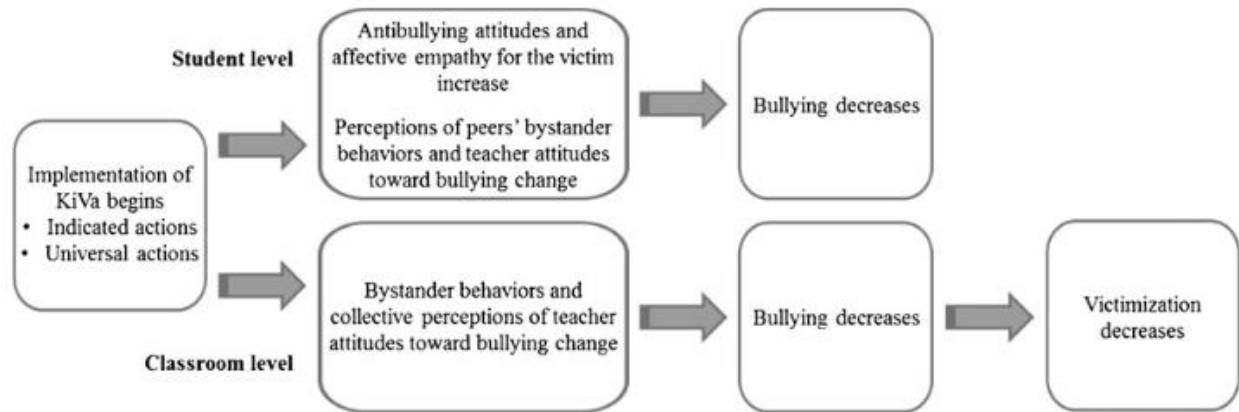 Student level
Antibullying attitudes and
affective empathy for the victim
increase
Perceptions of peers’ bystander
behaviors and teacher attitudes
toward bullying change
Bullying decreases
Implementation of
KiVa begins
• Indicated actions
• Universal actions
Classroom level
Bystander behaviors and
collective perceptions of teacher
attitudes toward bullying change
Bullying decreases
Victimization
decreases